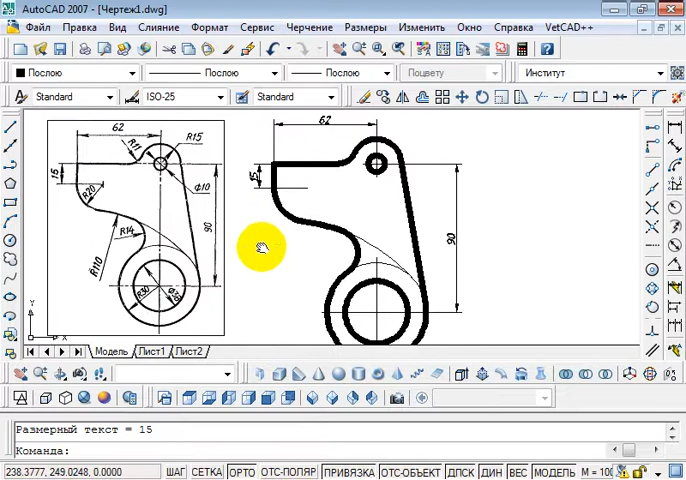 AutoCAD 2007 - [Чертеж1.dwg]
Файл Правка Вид Вставка Формат Сервис Черчение Размеры Изменить Окно Справка Express VetCAD++
Послою Послою Послою Поцвету Институт
Standard ISO-25 Standard
62
R11
R15
15
R20
Ф10
90
R14
R110
R30
Y
X
62
15
90
Модель Лист1 Лист2
Размерный текст = 15
Команда:
238.3777, 249.0248, 0.0000 ШАГ СЕТКА ОРТО ОТС-ПОЛЯР ПРИВЯЗКА ОТС-ОБЪЕКТ ДПСК ДИН ВЕС МОДЕЛЬ